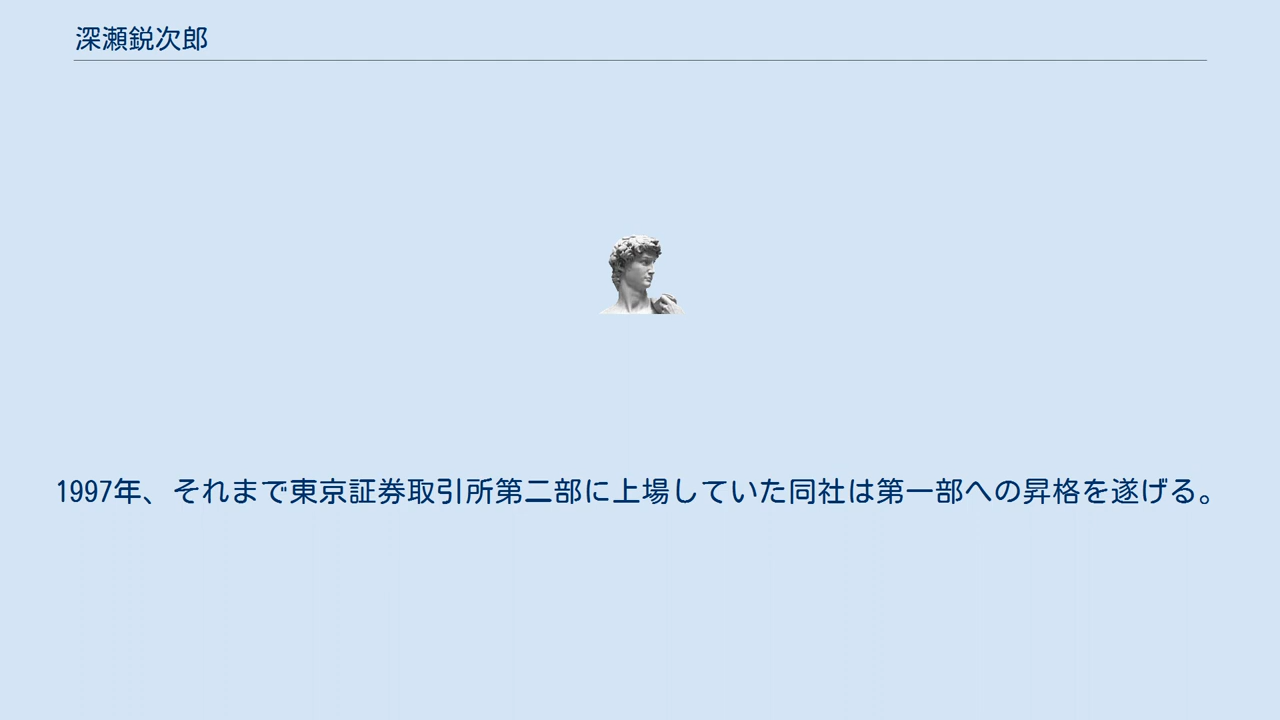 深瀬鋭次郎
1997年、それまで東京証券取引所第二部に上場していた同社は第一部への昇格を遂げる。